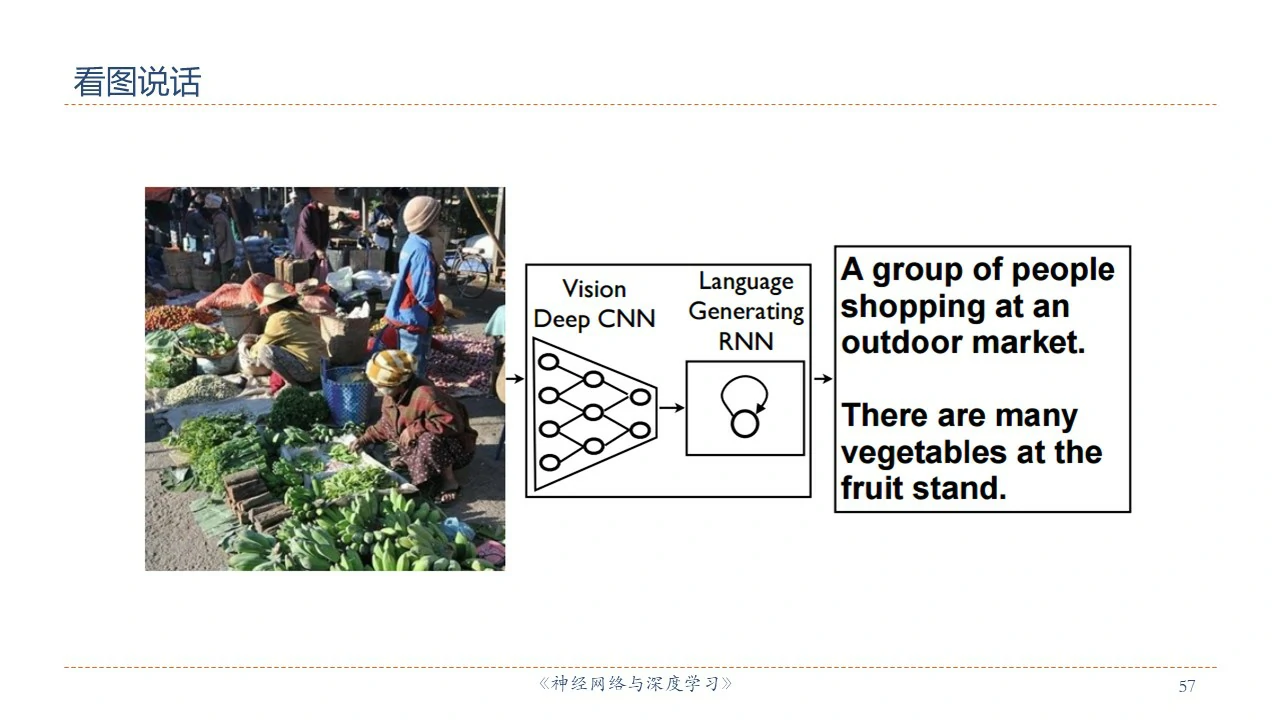 看图说话
Vision
Deep CNN
Language
Generating
RNN
A group of people
shopping at an
outdoor market.
There are many
vegetables at the
fruit stand.
《神经网络与深度学习》
57